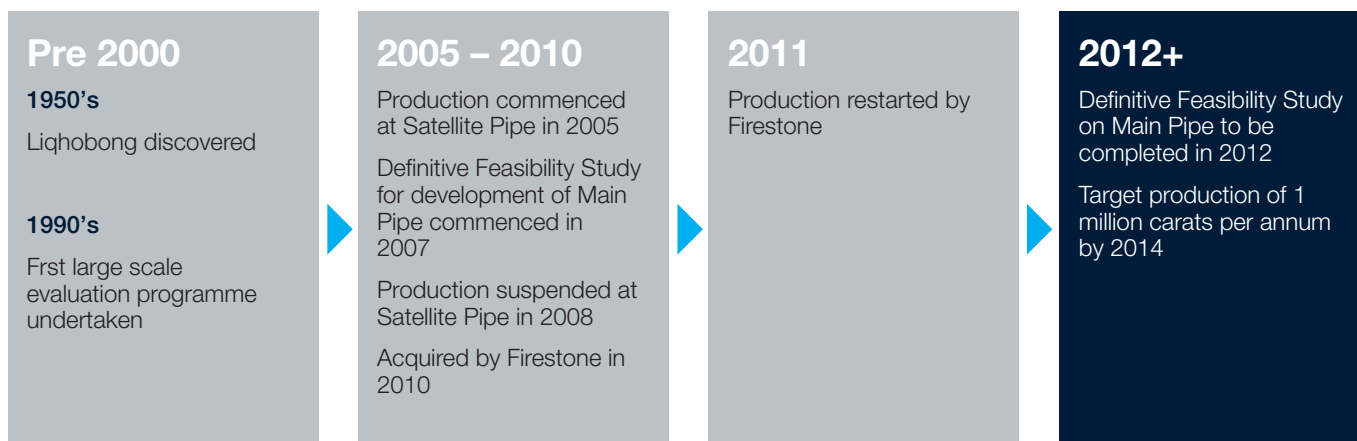 Pre 2000
1950's
Liqhobong discovered
1990's
Frst large scale
evaluation programme
undertaken
2005 – 2010
Production commenced
at Satellite Pipe in 2005
Definitive Feasibility Study
for development of Main
Pipe commenced in
2007
Production suspended at
Satellite Pipe in 2008
Acquired by Firestone in
2010
2011
Production restarted by
Firestone
2012+
Definitive Feasibility Study
on Main Pipe to be
completed in 2012
Target production of 1
million carats per annum
by 2014